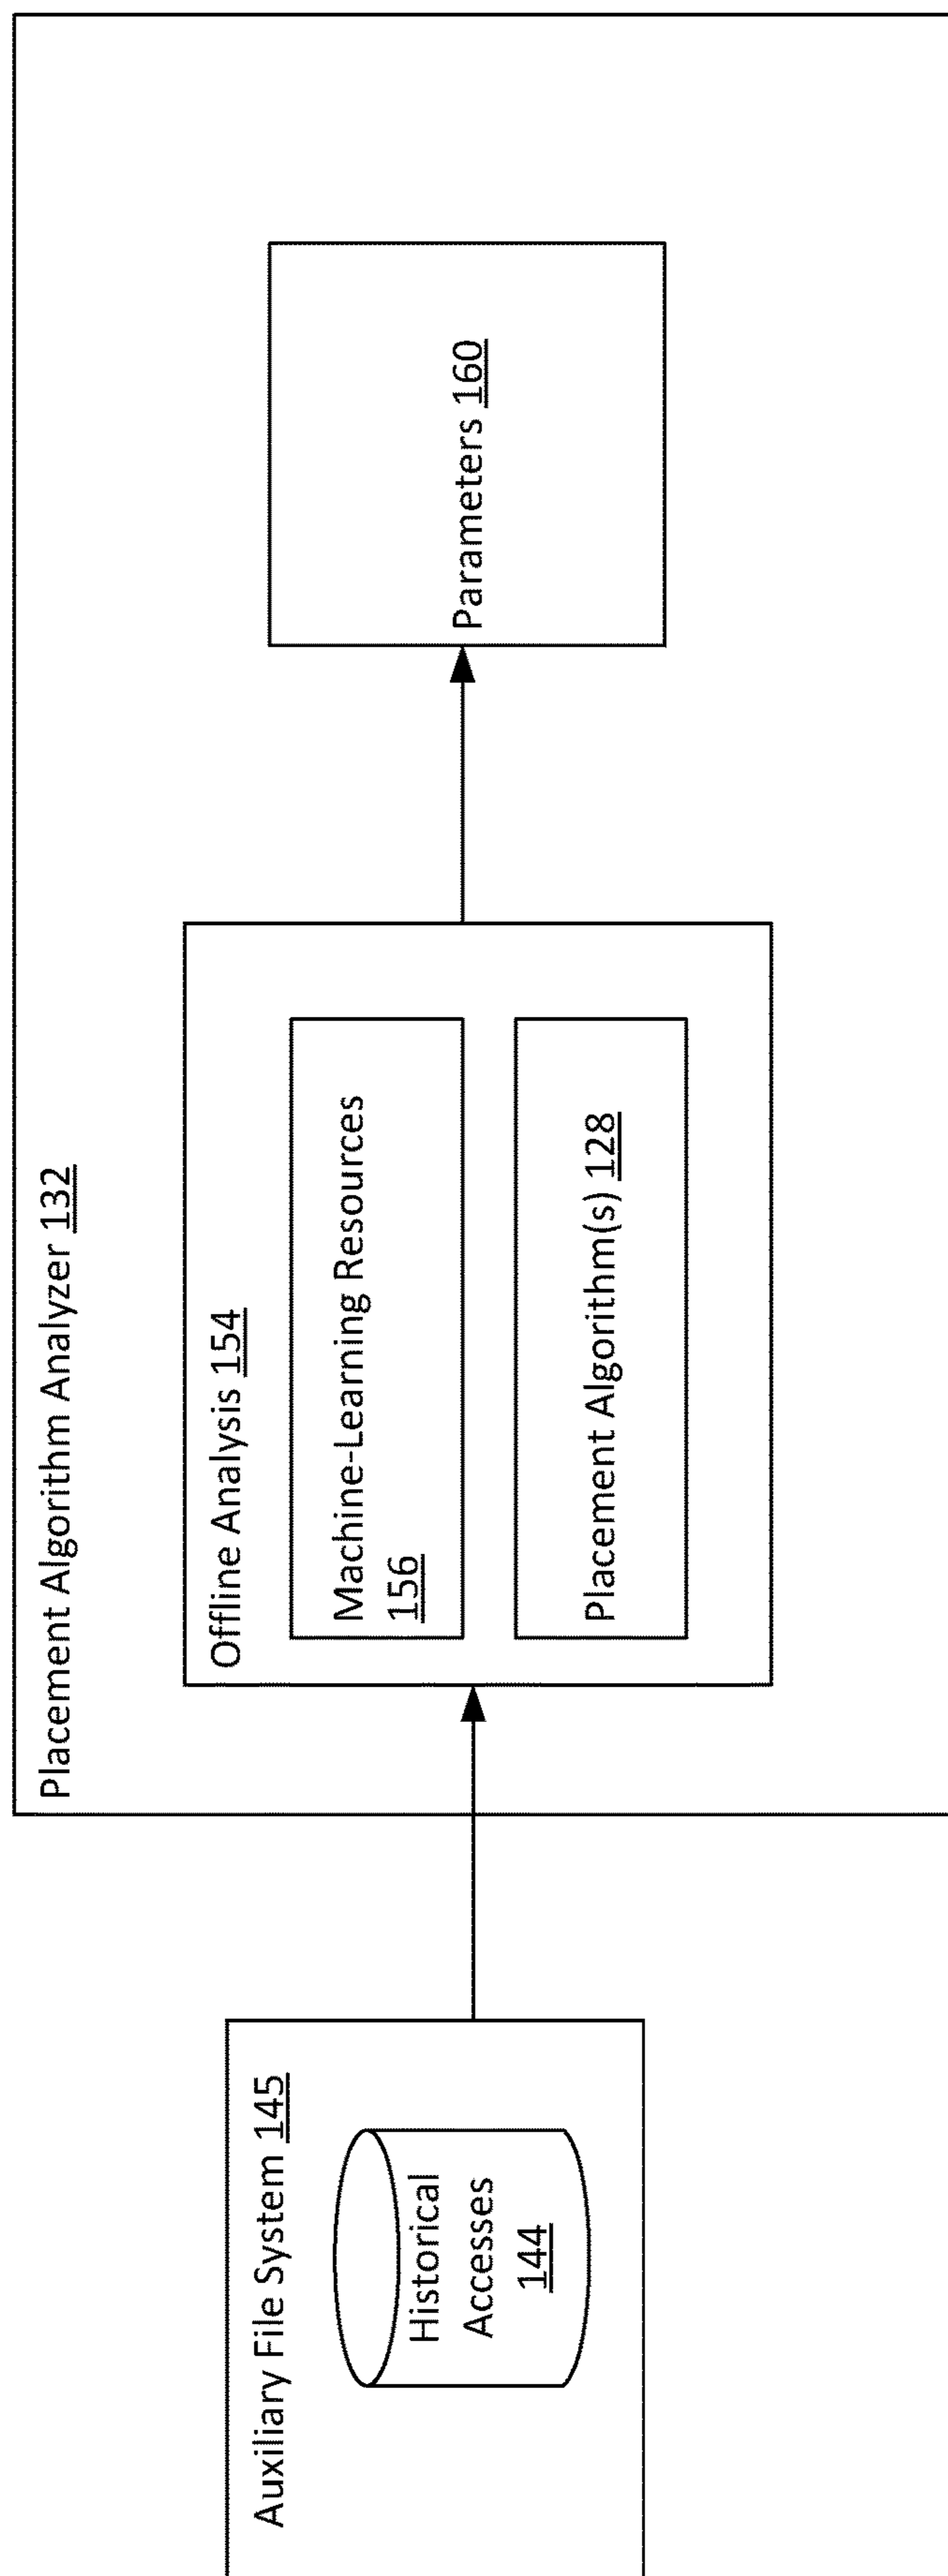 Placement Algorithm Analyzer 132
Auxiliary File System 145
Historical
Accesses
144
Offline Analysis 154
Machine-Learning Resources
156
Placement Algorithm(s) 128
Parameters 160